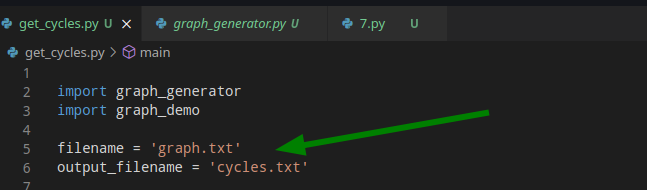 get_cycles.py U × graph_generator.py U 7.py U
get_cycles.py > main
1
2 import graph_generator
3 import graph_demo
4
5 filename = 'graph.txt'
6 output_filename = 'cycles.txt'
7